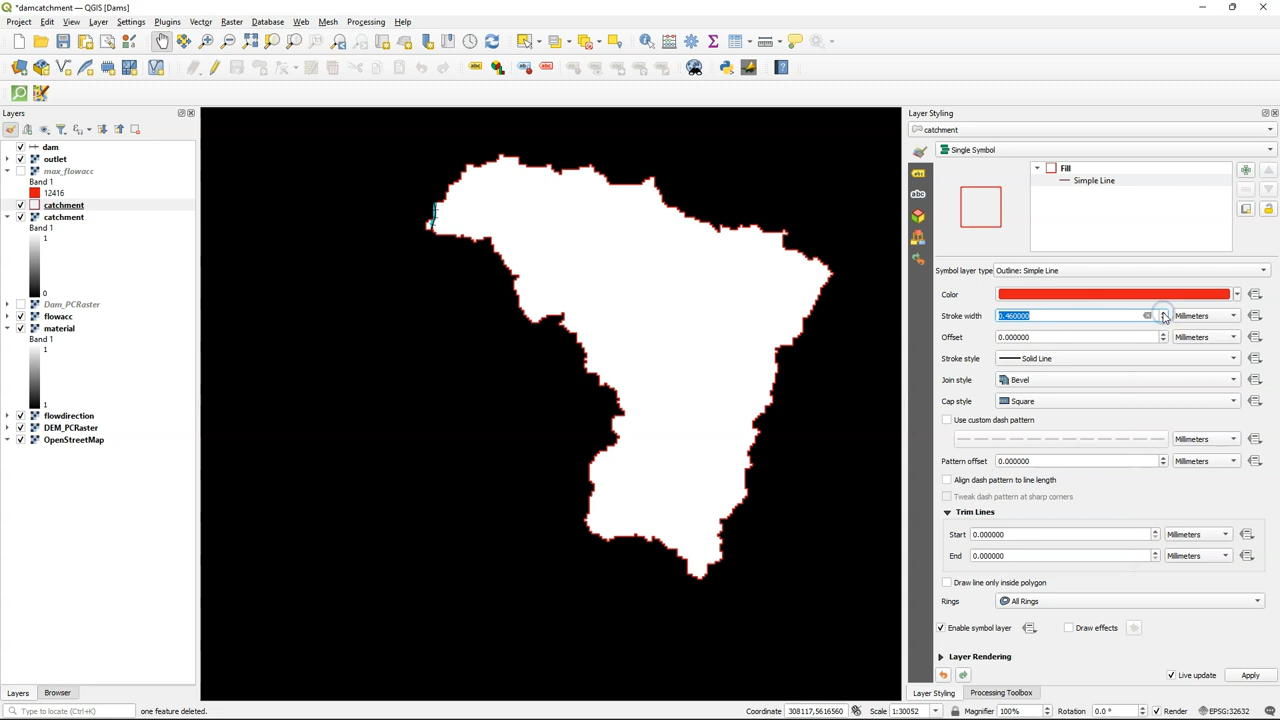 *damcatchment — QGIS [Dams]
Project Edit View Layer Settings Plugins Vector Raster Database Web Mesh Processing Help
Layers
dam
outlet
max_flowacc
Band 1
12416
catchment
catchment
Band 1
1
0
Dam_PCRaster
flowacc
material
Band 1
1
1
flowdirection
DEM_PCRaster
OpenStreetMap
Layers Browser
Layer Styling
catchment
Single Symbol
Fill
Simple Line
Symbol layer type Outline: Simple Line
Color
Stroke width 0.460000 Millimeters
Offset 0.000000 Millimeters
Stroke style Solid Line
Join style Bevel
Cap style Square
Use custom dash pattern
Millimeters
Pattern offset 0.000000 Millimeters
Align dash pattern to line length
Tweak dash pattern at sharp corners
Trim Lines
Start 0.000000 Millimeters
End 0.000000 Millimeters
Draw line only inside polygon
Rings All Rings
Enable symbol layer Draw effects
Layer Rendering
Live update Apply
Layer Styling Processing Toolbox
Type to locate (Ctrl+K) one feature deleted. Coordinate 308117,5616560 Scale 1:30052 Magnifier 100% Rotation 0.0 ° Render EPSG:32632